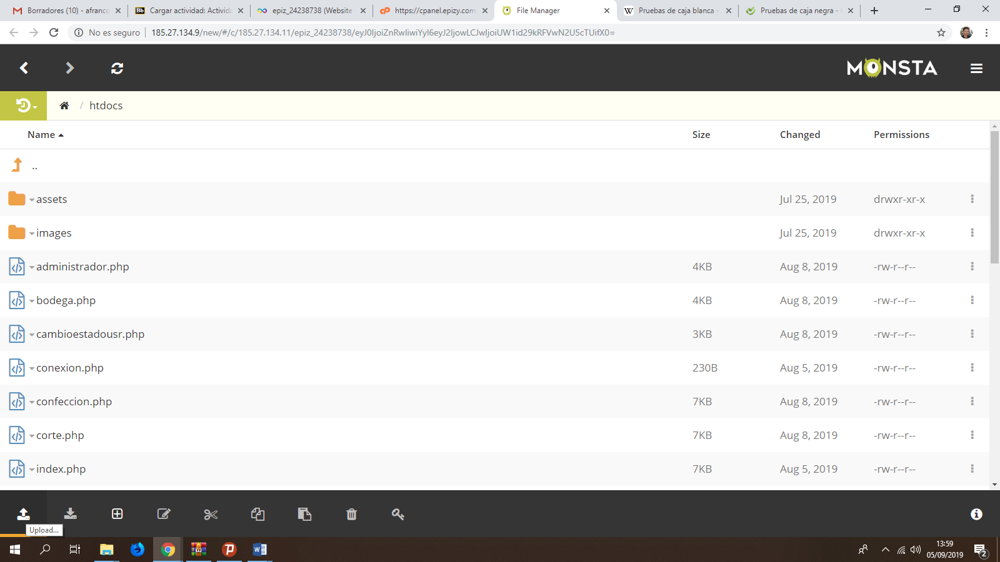 Borradores (10) - afranco
Cargar actividad: Activida
epiz_24238738 (Website
https://cpanel.epizy.com
File Manager
Pruebas de caja blanca -
Pruebas de caja negra -
No es seguro
185.27.134.9/new/#/c/185.27.134.11/epiz_24238738/eyJ0IjoiZnRwIiwiYyI6eyJ2IjowLCJwIjoiUW1id29kRFVwN2U5cTUifX0=
MONSTA
/ htdocs
Name Size Changed Permissions
..
assets Jul 25, 2019 drwxr-xr-x
images Jul 25, 2019 drwxr-xr-x
administrador.php 4KB Aug 8, 2019 -rw-r--r--
bodega.php 4KB Aug 8, 2019 -rw-r--r--
cambioestadousr.php 3KB Aug 8, 2019 -rw-r--r--
conexion.php 230B Aug 5, 2019 -rw-r--r--
confeccion.php 7KB Aug 8, 2019 -rw-r--r--
corte.php 7KB Aug 8, 2019 -rw-r--r--
index.php 7KB Aug 5, 2019 -rw-r--r--
Upload...
13:59
05/09/2019
2